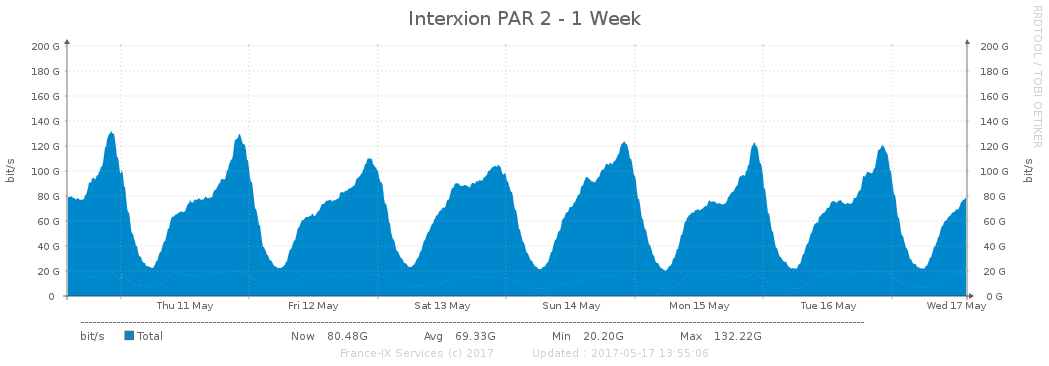 Interxion PAR 2 - 1 Week
RRDTOOL / TOBI OETIKER
200 G 200 G
180 G 180 G
160 G 160 G
140 G 140 G
120 G 120 G
100 G 100 G
80 G 80 G
60 G 60 G
40 G 40 G
20 G 20 G
0 0 G
bit/s bit/s
Thu 11 May Fri 12 May Sat 13 May Sun 14 May Mon 15 May Tue 16 May Wed 17 May
bit/s Total Now 80.48G Avg 69.33G Min 20.20G Max 132.22G
France-IX Services (c) 2017 Updated : 2017-05-17 13:55:06